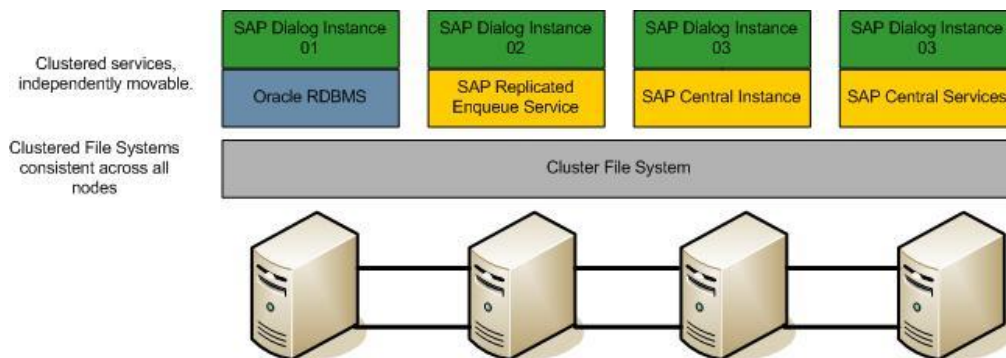 SAP Dialog Instance
01
SAP Dialog Instance
02
SAP Dialog Instance
03
SAP Dialog Instance
03
Clustered services,
independently movable.
Oracle RDBMS
SAP Replicated
Enqueue Service
SAP Central Instance
SAP Central Services
Clustered File Systems
consistent across all
nodes
Cluster File System